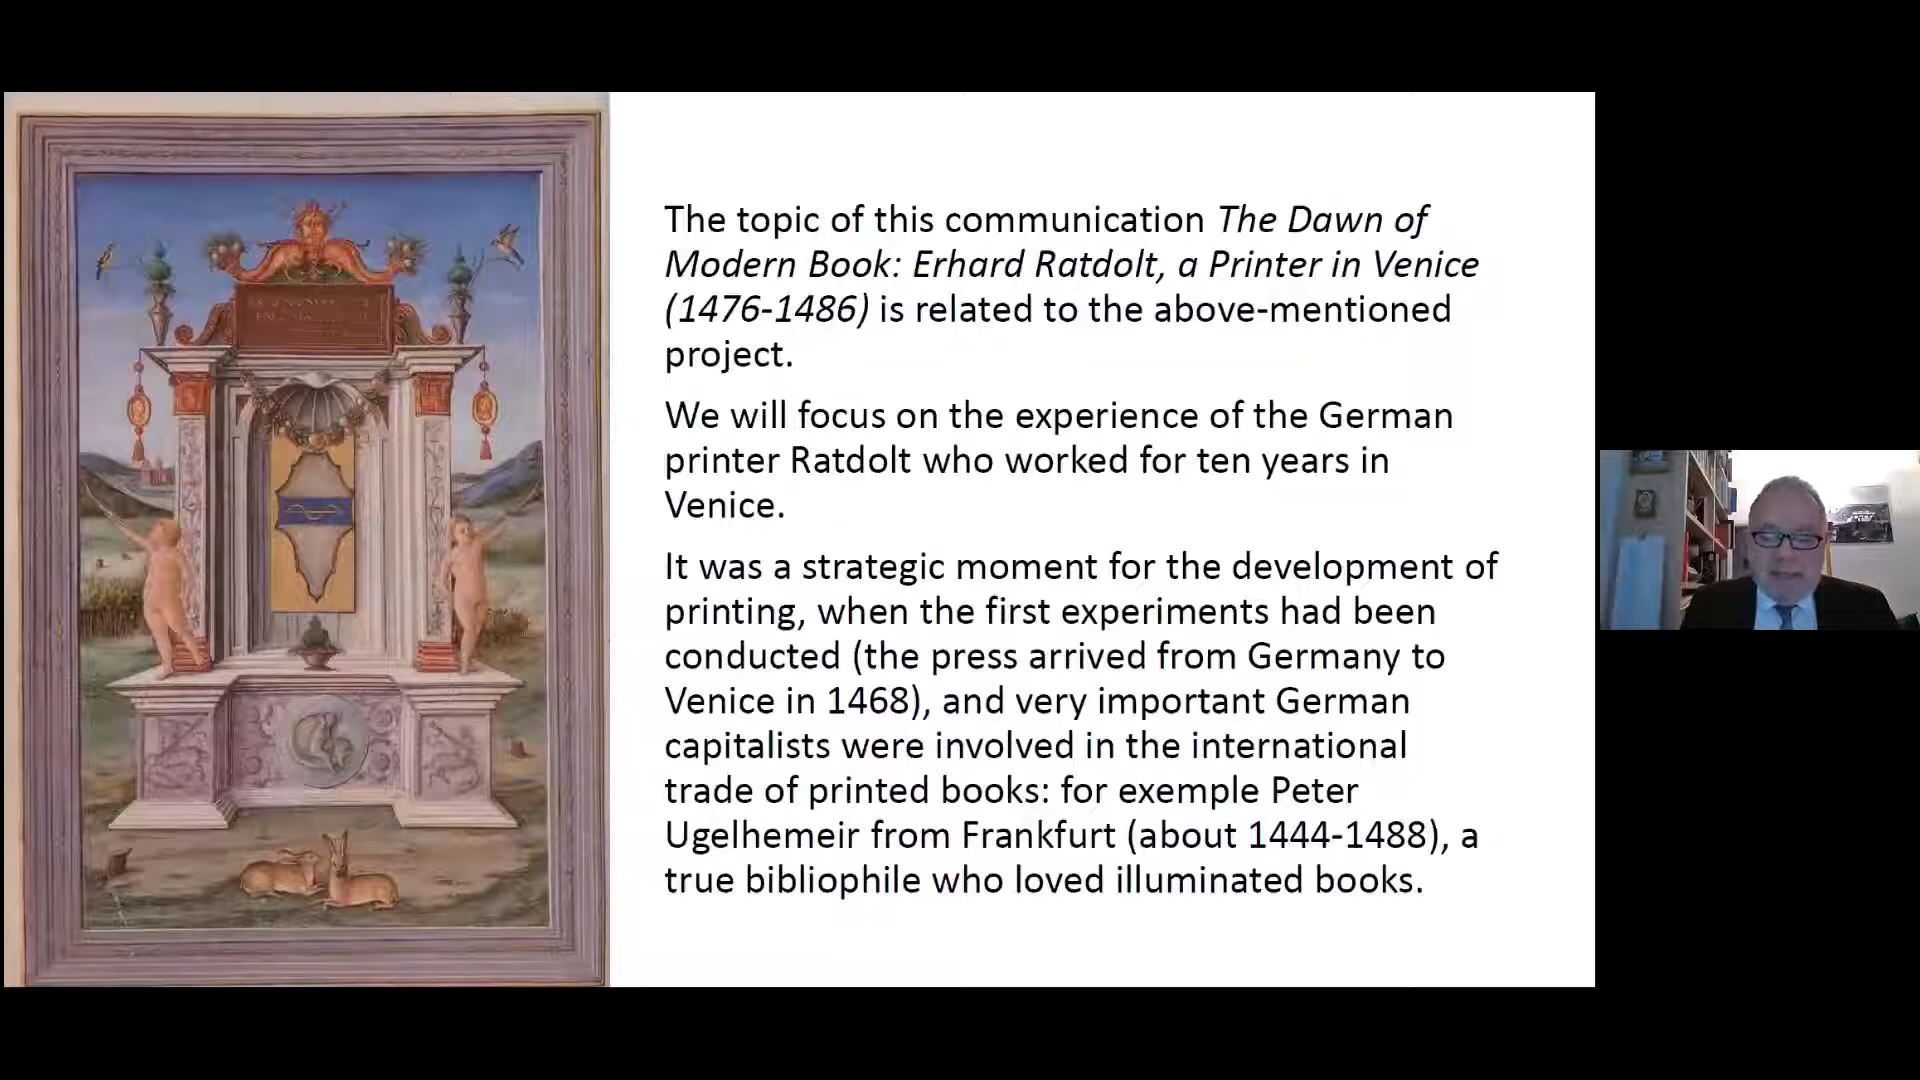 The topic of this communication The Dawn of
Modern Book: Erhard Ratdolt, a Printer in Venice
(1476-1486) is related to the above-mentioned
project.
We will focus on the experience of the German
printer Ratdolt who worked for ten years in
Venice.
It was a strategic moment for the development of
printing, when the first experiments had been
conducted (the press arrived from Germany to
Venice in 1468), and very important German
capitalists were involved in the international
trade of printed books: for exemple Peter
Ugelhemeir from Frankfurt (about 1444-1488), a
true bibliophile who loved illuminated books.